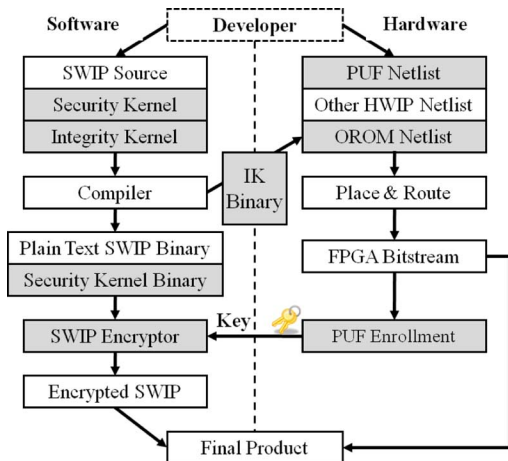 Software
Developer
Hardware
SWIP Source
Security Kernel
Integrity Kernel
PUF Netlist
Other HWIP Netlist
OROM Netlist
IK
Binary
Compiler
Place & Route
Plain Text SWIP Binary
Security Kernel Binary
FPGA Bitstream
SWIP Encryptor
Key
PUF Enrollment
Encrypted SWIP
Final Product